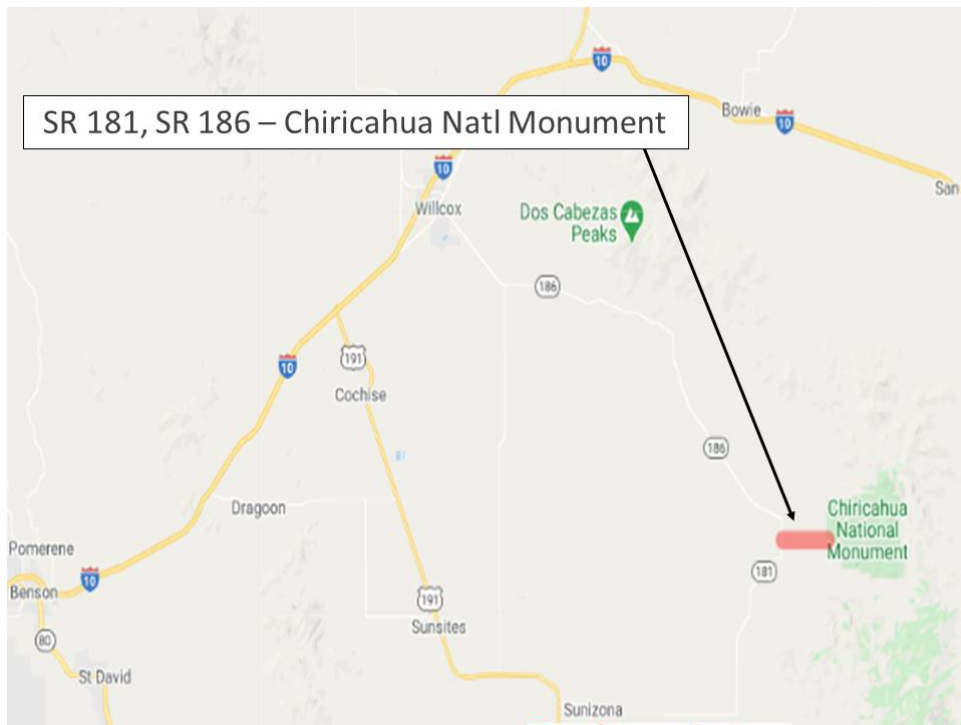 10
Bowie
10
SR 181, SR 186 – Chiricahua Natl Monument
10
San
Willcox
Dos Cabezas
Peaks
186
191
10
Cochise
186
Dragoon
Chiricahua
National
Monument
Pomerene
10
181
Benson
191
Sunsites
80
St David
Sunizona